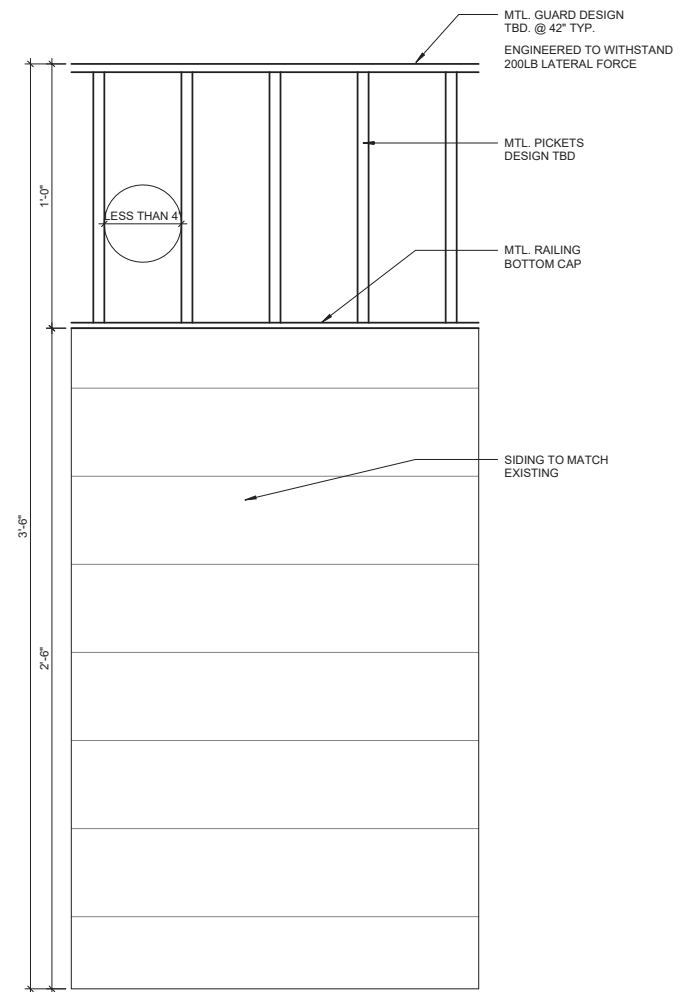 MTL. GUARD DESIGN
TBD. @ 42" TYP.
ENGINEERED TO WITHSTAND
200LB LATERAL FORCE
MTL. PICKETS
DESIGN TBD
1'-0"
LESS THAN 4"
MTL. RAILING
BOTTOM CAP
SIDING TO MATCH
EXISTING
3'-6"
2'-6"